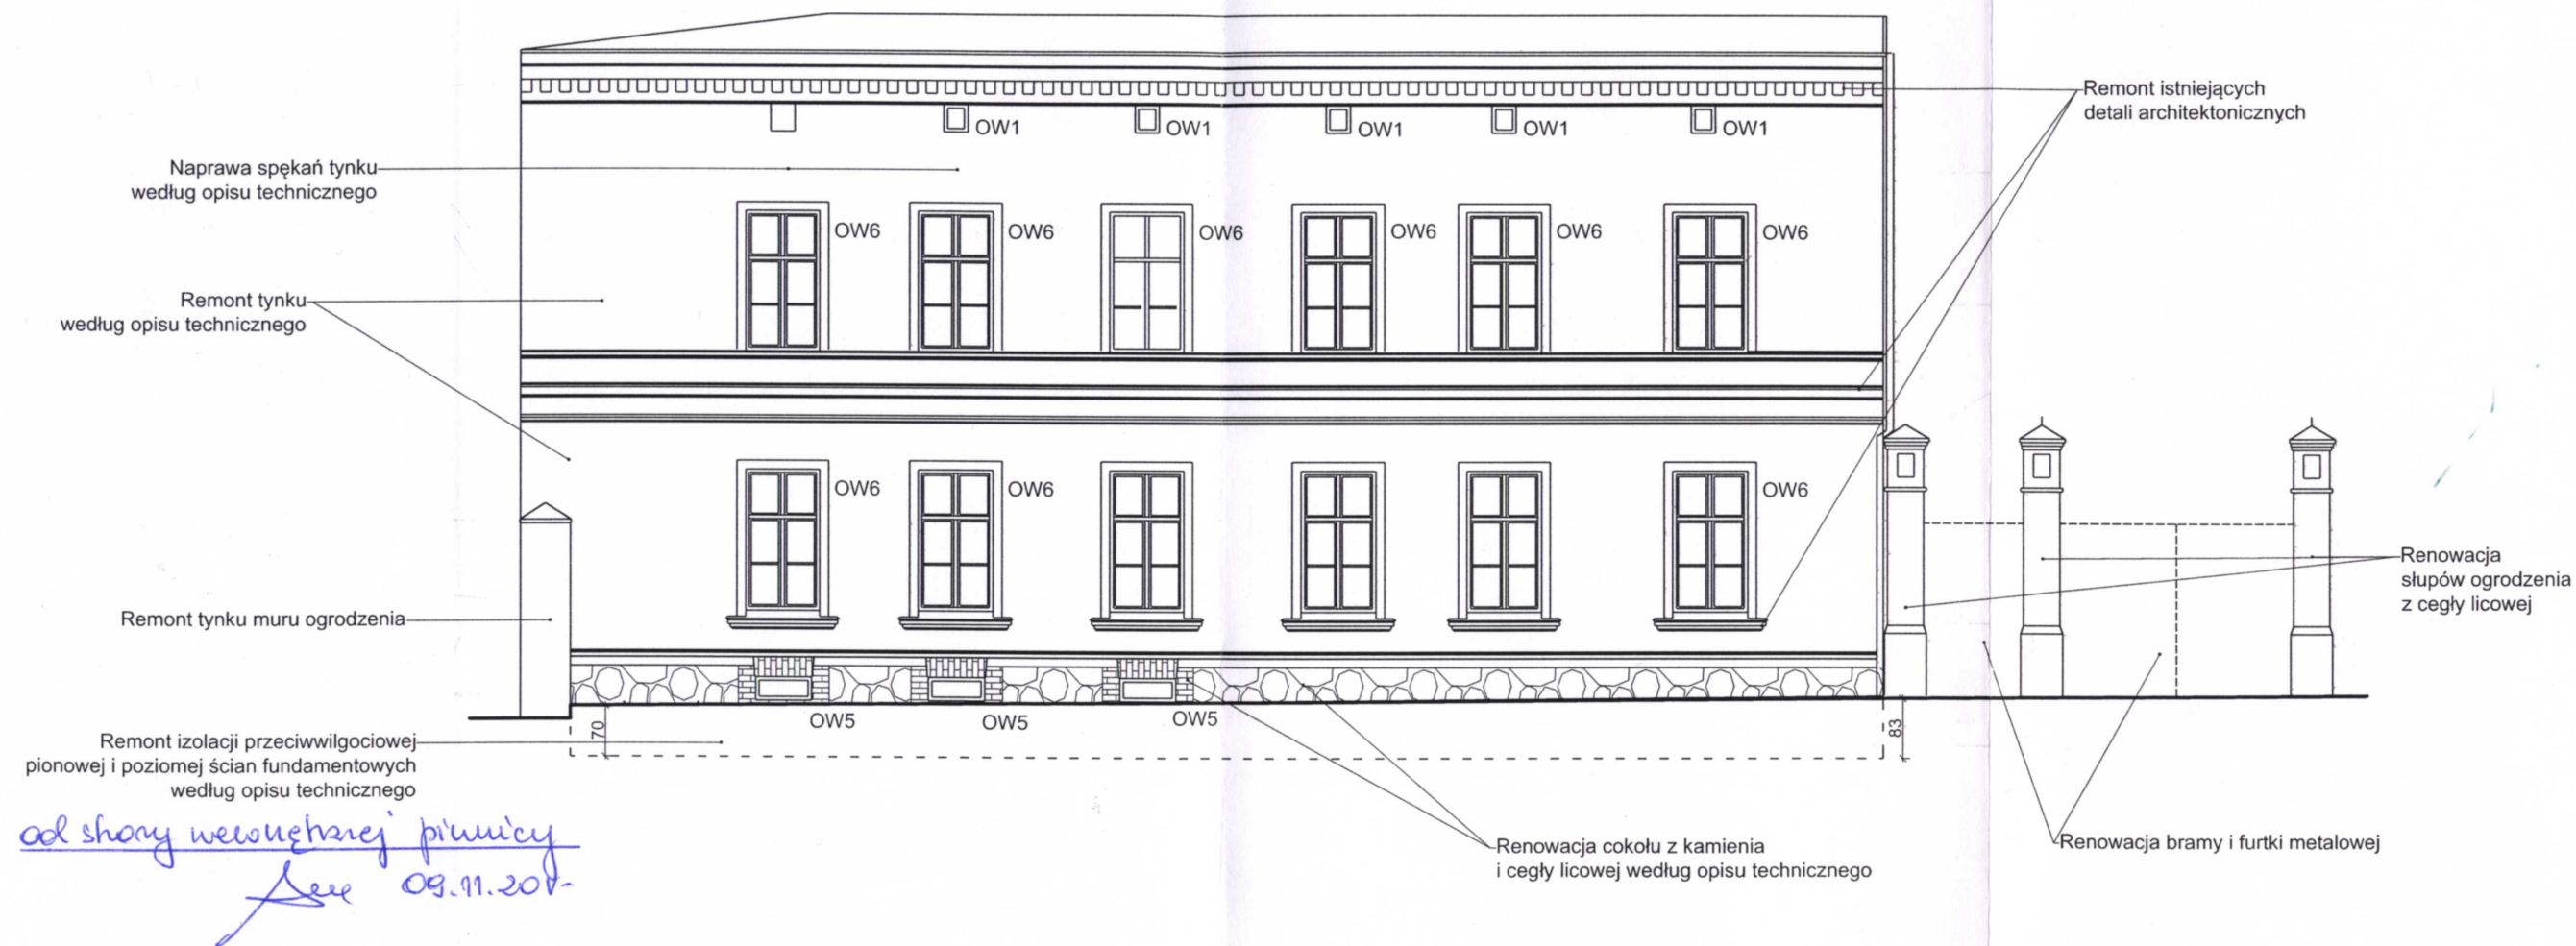 Remont istniejących
detali architektonicznych
OW1 OW1 OW1 OW1 OW1
Naprawa spękań tynku
według opisu technicznego
OW6 OW6 OW6 OW6 OW6 OW6
Remont tynku
według opisu technicznego
OW6 OW6 OW6
Renowacja
słupów ogrodzenia
z cegły licowej
Remont tynku muru ogrodzenia
OW5 OW5 OW5
70
83
Remont izolacji przeciwwilgociowej
pionowej i poziomej ścian fundamentowych
według opisu technicznego
od strony wewnętrznej piwnicy
09.11.20
Renowacja cokołu z kamienia
i cegły licowej według opisu technicznego
Renowacja bramy i furtki metalowej